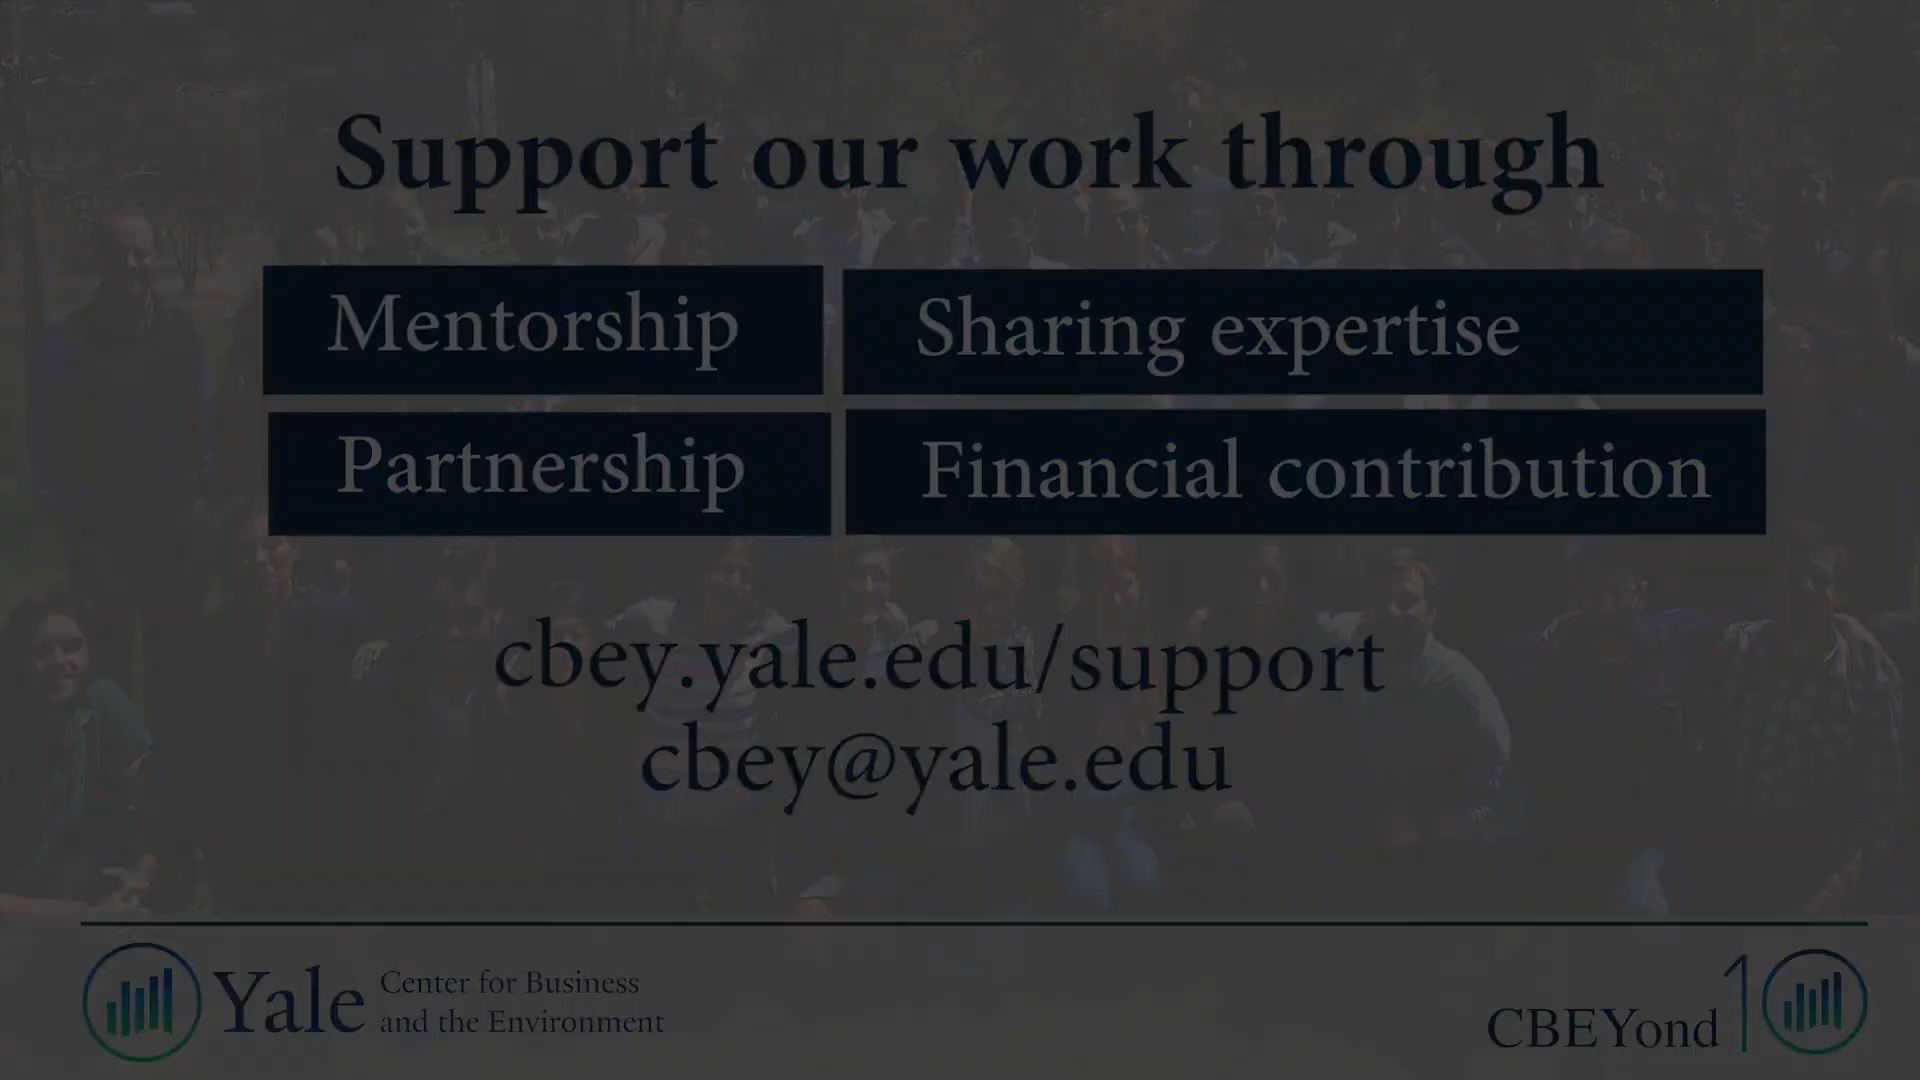 Support our work through
Mentorship
Sharing expertise
Partnership
Financial contribution
cbey.yale.edu/support
cbey@yale.edu
Yale
Center for Business
and the Environment
CBEYond 10